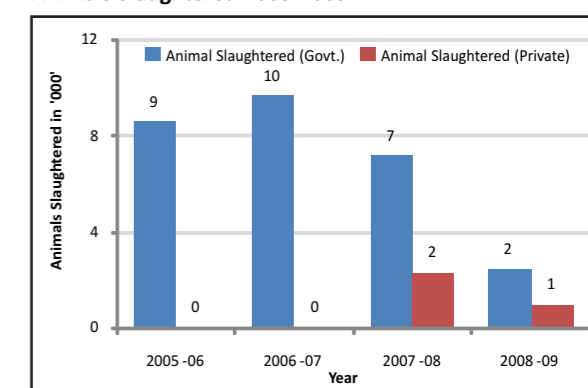 12
Animal Slaughtered (Govt.) Animal Slaughtered (Private)
10
9
8
7
4
2 2
1
0 0 0
2005 -06 2006 -07 2007 -08 2008 -09
Year
Animals Slaughtered in '000'